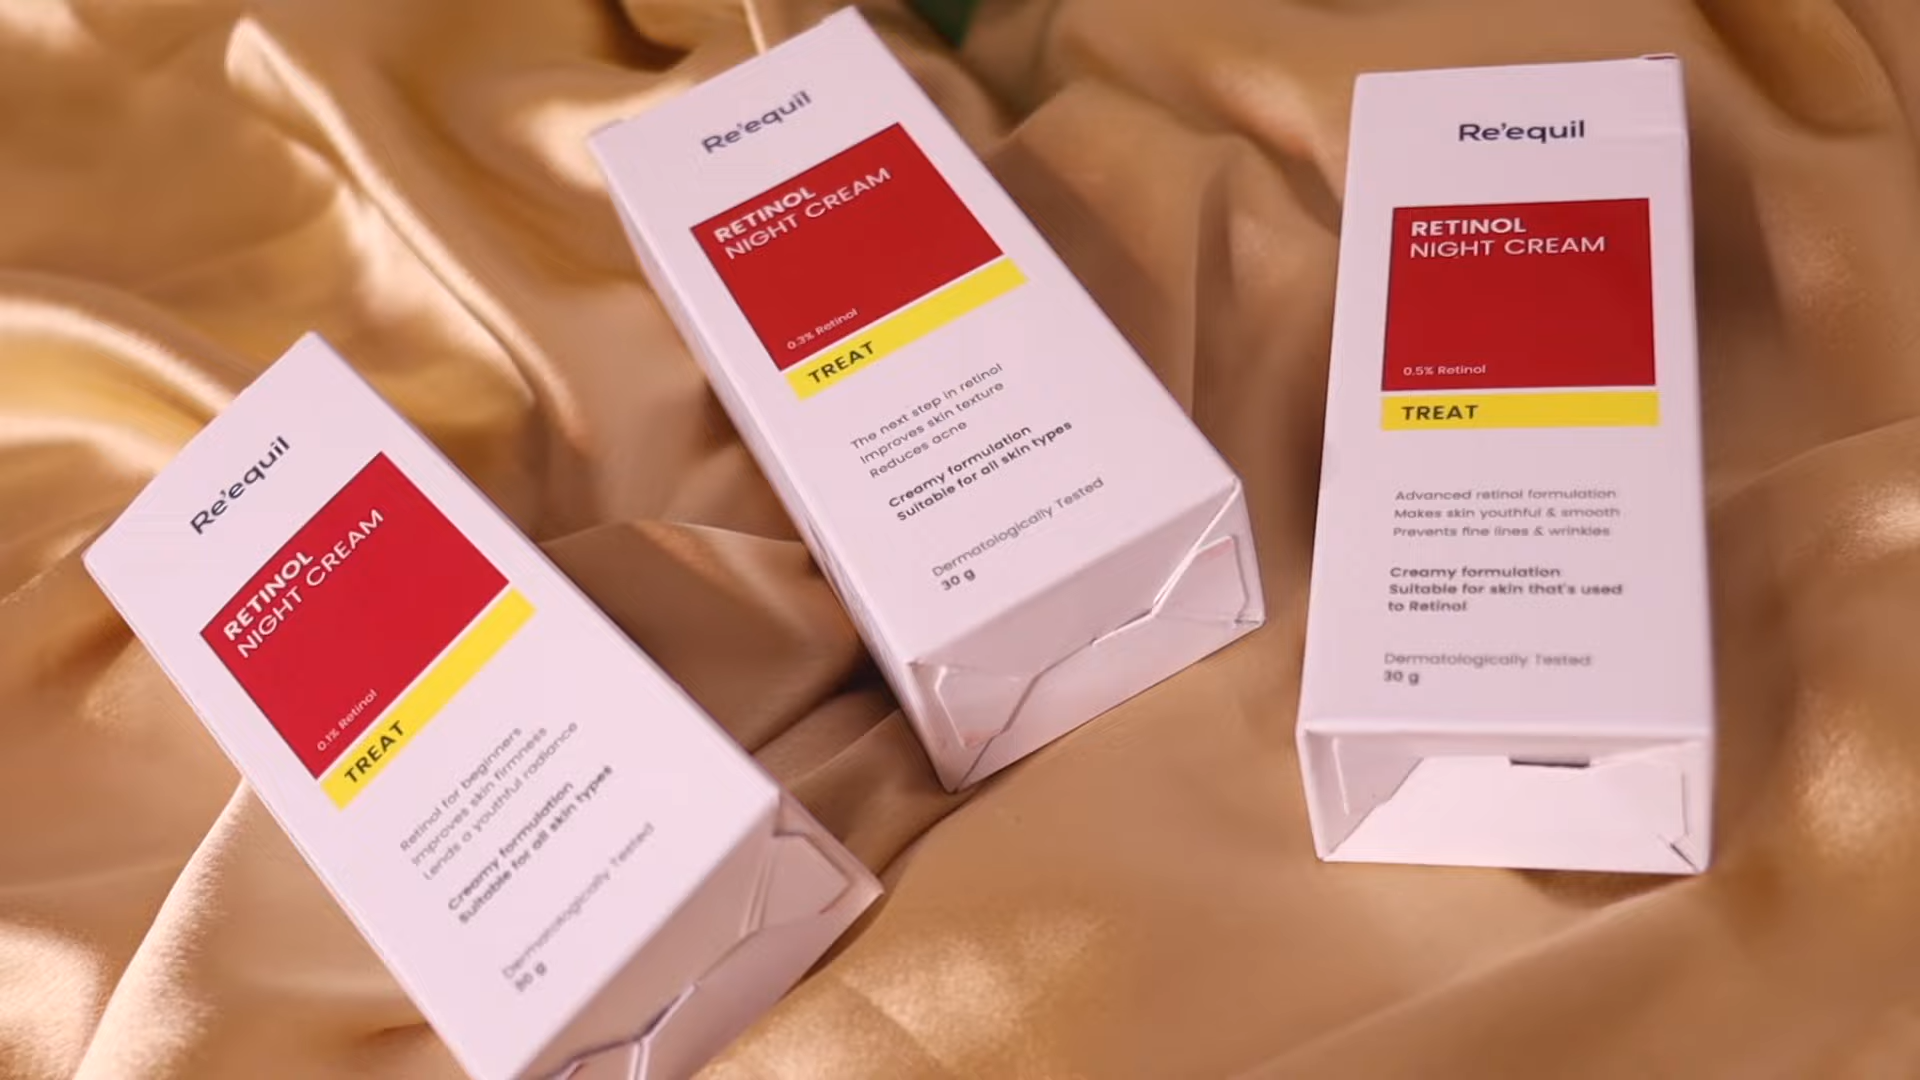 Re'equil
RETINOL
NIGHT CREAM
0.1% Retinol
TREAT
Retinol for beginners
Improves skin firmness
Lends a youthful radiance
Creamy formulation
Suitable for all skin types
Dermatologically Tested
30 g
Re'equil
RETINOL
NIGHT CREAM
0.3% Retinol
TREAT
The next step in retinol
Improves skin texture
Reduces acne
Creamy formulation
Suitable for all skin types
Dermatologically Tested
30 g
Re'equil
RETINOL
NIGHT CREAM
0.5% Retinol
TREAT
Advanced retinol formulation
Makes skin youthful & smooth
Prevents fine lines & wrinkles
Creamy formulation
Suitable for skin that's used
to Retinol
Dermatologically Tested
30 g